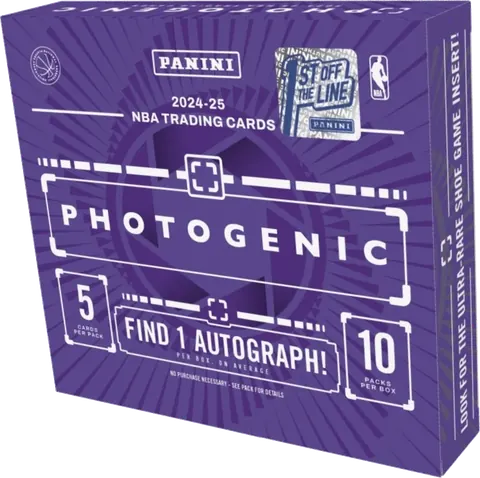 PHOTOGENIC
PANINI
2024-25
NBA TRADING CARDS
1ST OFF
THE LINE
PANINI
PHOTOGENIC
5
CARDS
PER PACK
FIND 1 AUTOGRAPH!
PER BOX, ON AVERAGE
NO PURCHASE NECESSARY - SEE PACK FOR DETAILS
10
PACKS
PER BOX
LOOK FOR THE ULTRA-RARE SHOE GAME INSERT!